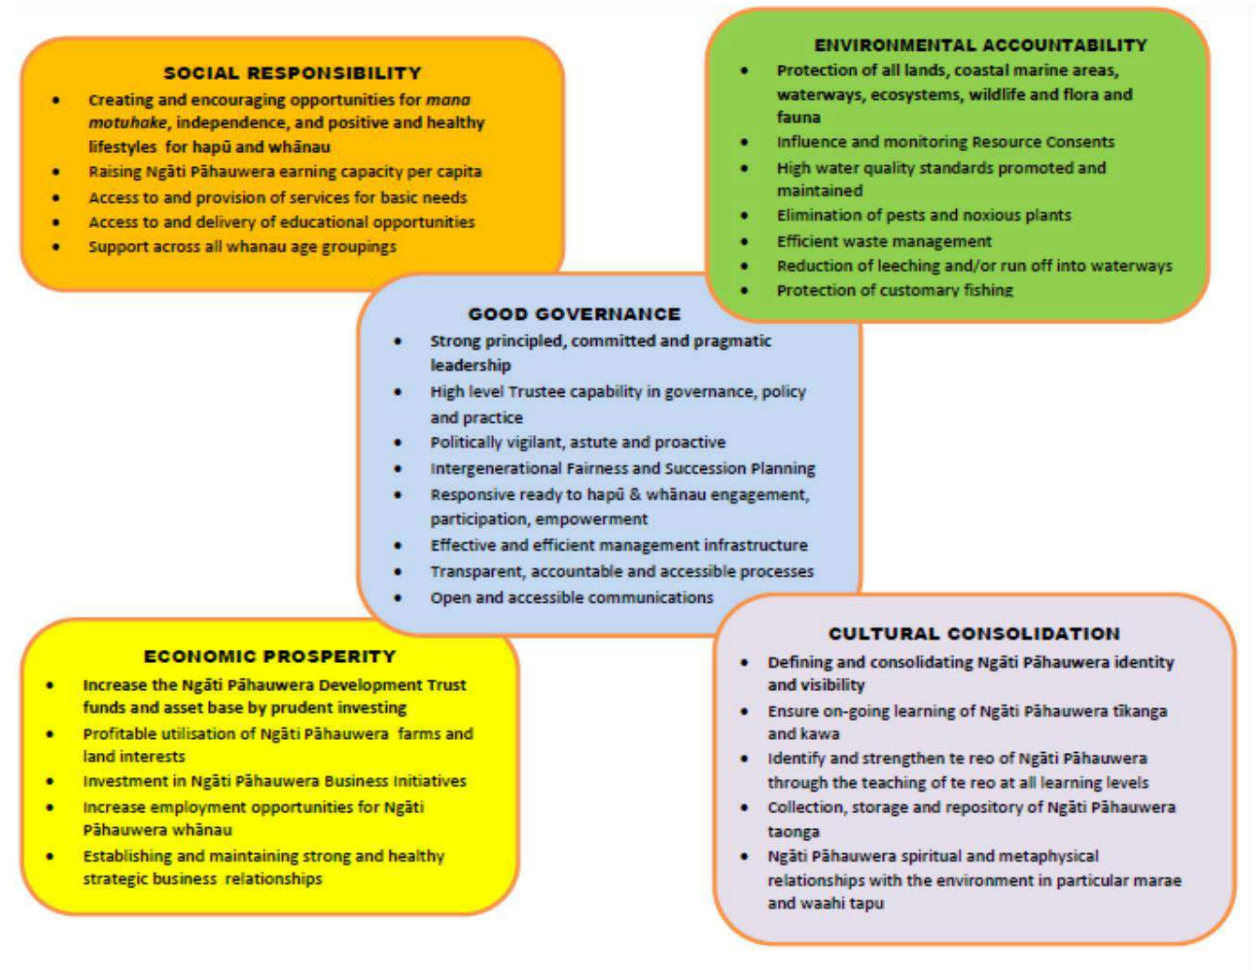 SOCIAL RESPONSIBILITY
• Creating and encouraging opportunities for mana
motuhake, independence, and positive and healthy
lifestyles for hapū and whānau
• Raising Ngāti Pāhauwera earning capacity per capita
• Access to and provision of services for basic needs
• Access to and delivery of educational opportunities
• Support across all whanau age groupings
ENVIRONMENTAL ACCOUNTABILITY
• Protection of all lands, coastal marine areas,
waterways, ecosystems, wildlife and flora and
fauna
• Influence and monitoring Resource Consents
• High water quality standards promoted and
maintained
• Elimination of pests and noxious plants
• Efficient waste management
• Reduction of leeching and/or run off into waterways
• Protection of customary fishing
GOOD GOVERNANCE
• Strong principled, committed and pragmatic
leadership
• High level Trustee capability in governance, policy
and practice
• Politically vigilant, astute and proactive
• Intergenerational Fairness and Succession Planning
• Responsive ready to hapū & whānau engagement,
participation, empowerment
• Effective and efficient management infrastructure
• Transparent, accountable and accessible processes
• Open and accessible communications
ECONOMIC PROSPERITY
• Increase the Ngāti Pāhauwera Development Trust
funds and asset base by prudent investing
• Profitable utilisation of Ngāti Pāhauwera farms and
land interests
• Investment in Ngāti Pāhauwera Business Initiatives
• Increase employment opportunities for Ngāti
Pāhauwera whānau
• Establishing and maintaining strong and healthy
strategic business relationships
CULTURAL CONSOLIDATION
• Defining and consolidating Ngāti Pāhauwera identity
and visibility
• Ensure on-going learning of Ngāti Pāhauwera tīkanga
and kawa
• Identify and strengthen te reo of Ngāti Pāhauwera
through the teaching of te reo at all learning levels
• Collection, storage and repository of Ngāti Pāhauwera
taonga
• Ngāti Pāhauwera spiritual and metaphysical
relationships with the environment in particular marae
and waahi tapu